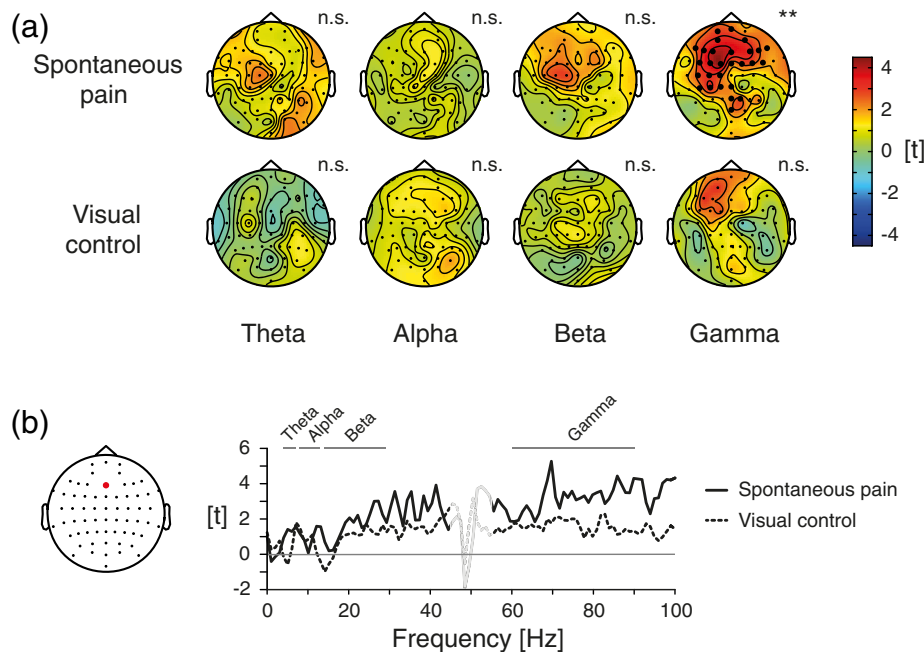 (a)
n.s. n.s. n.s. **
Spontaneous
pain
4
2
0 [t]
-2
-4
n.s. n.s. n.s. n.s.
Visual
control
Theta Alpha Beta Gamma
(b)
Theta Alpha Beta Gamma
6
4
[t] 2
0
-2
0 20 40 60 80 100
Frequency [Hz]
Spontaneous pain
Visual control